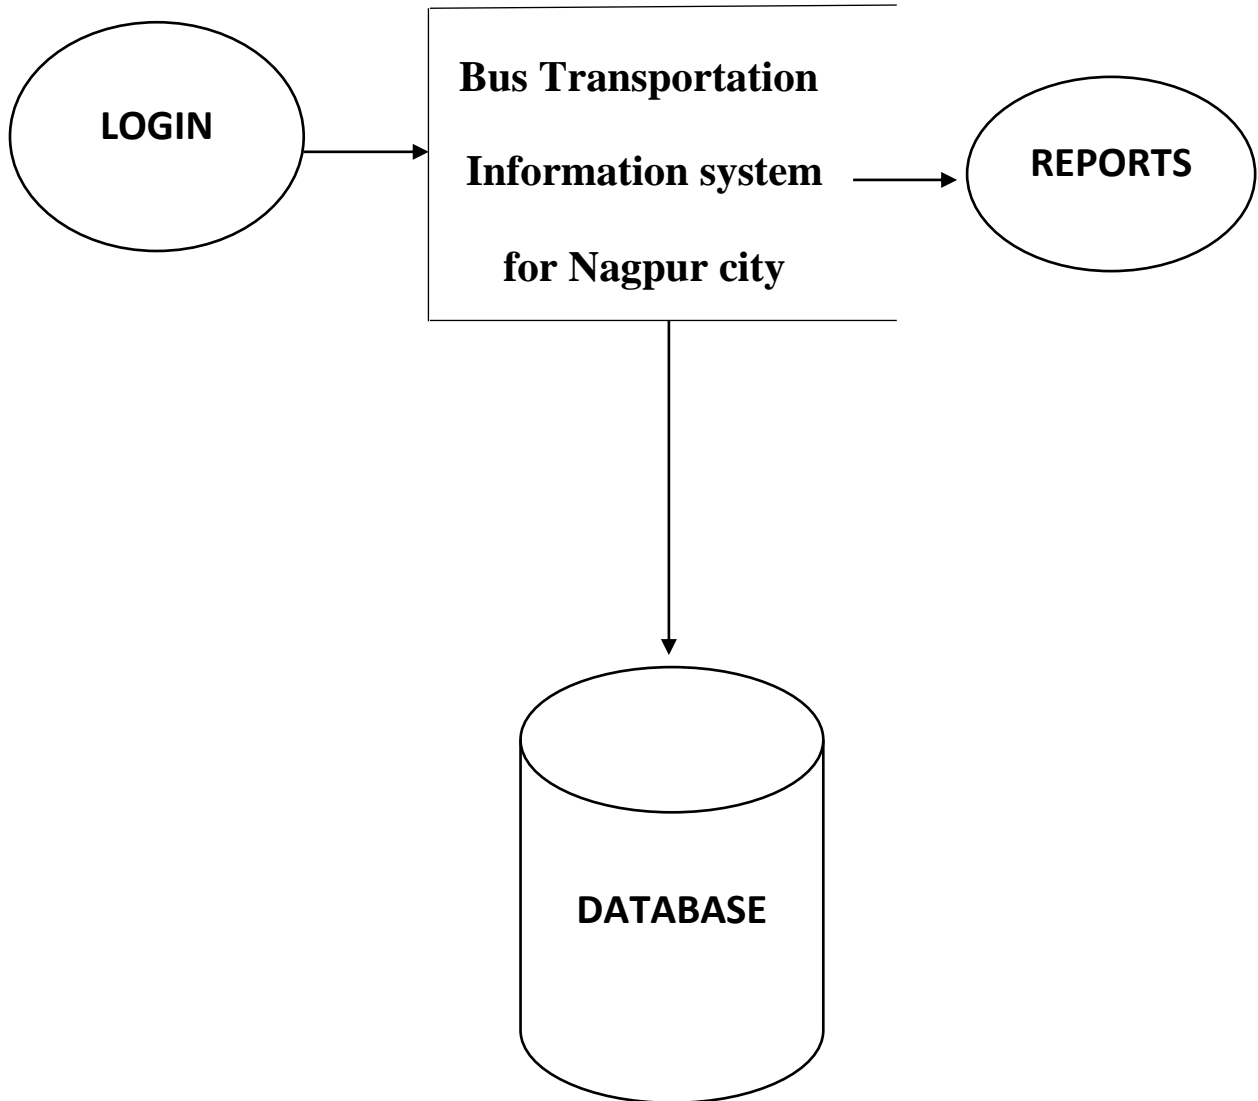 LOGIN
Bus Transportation
Information system
for Nagpur city
REPORTS
DATABASE